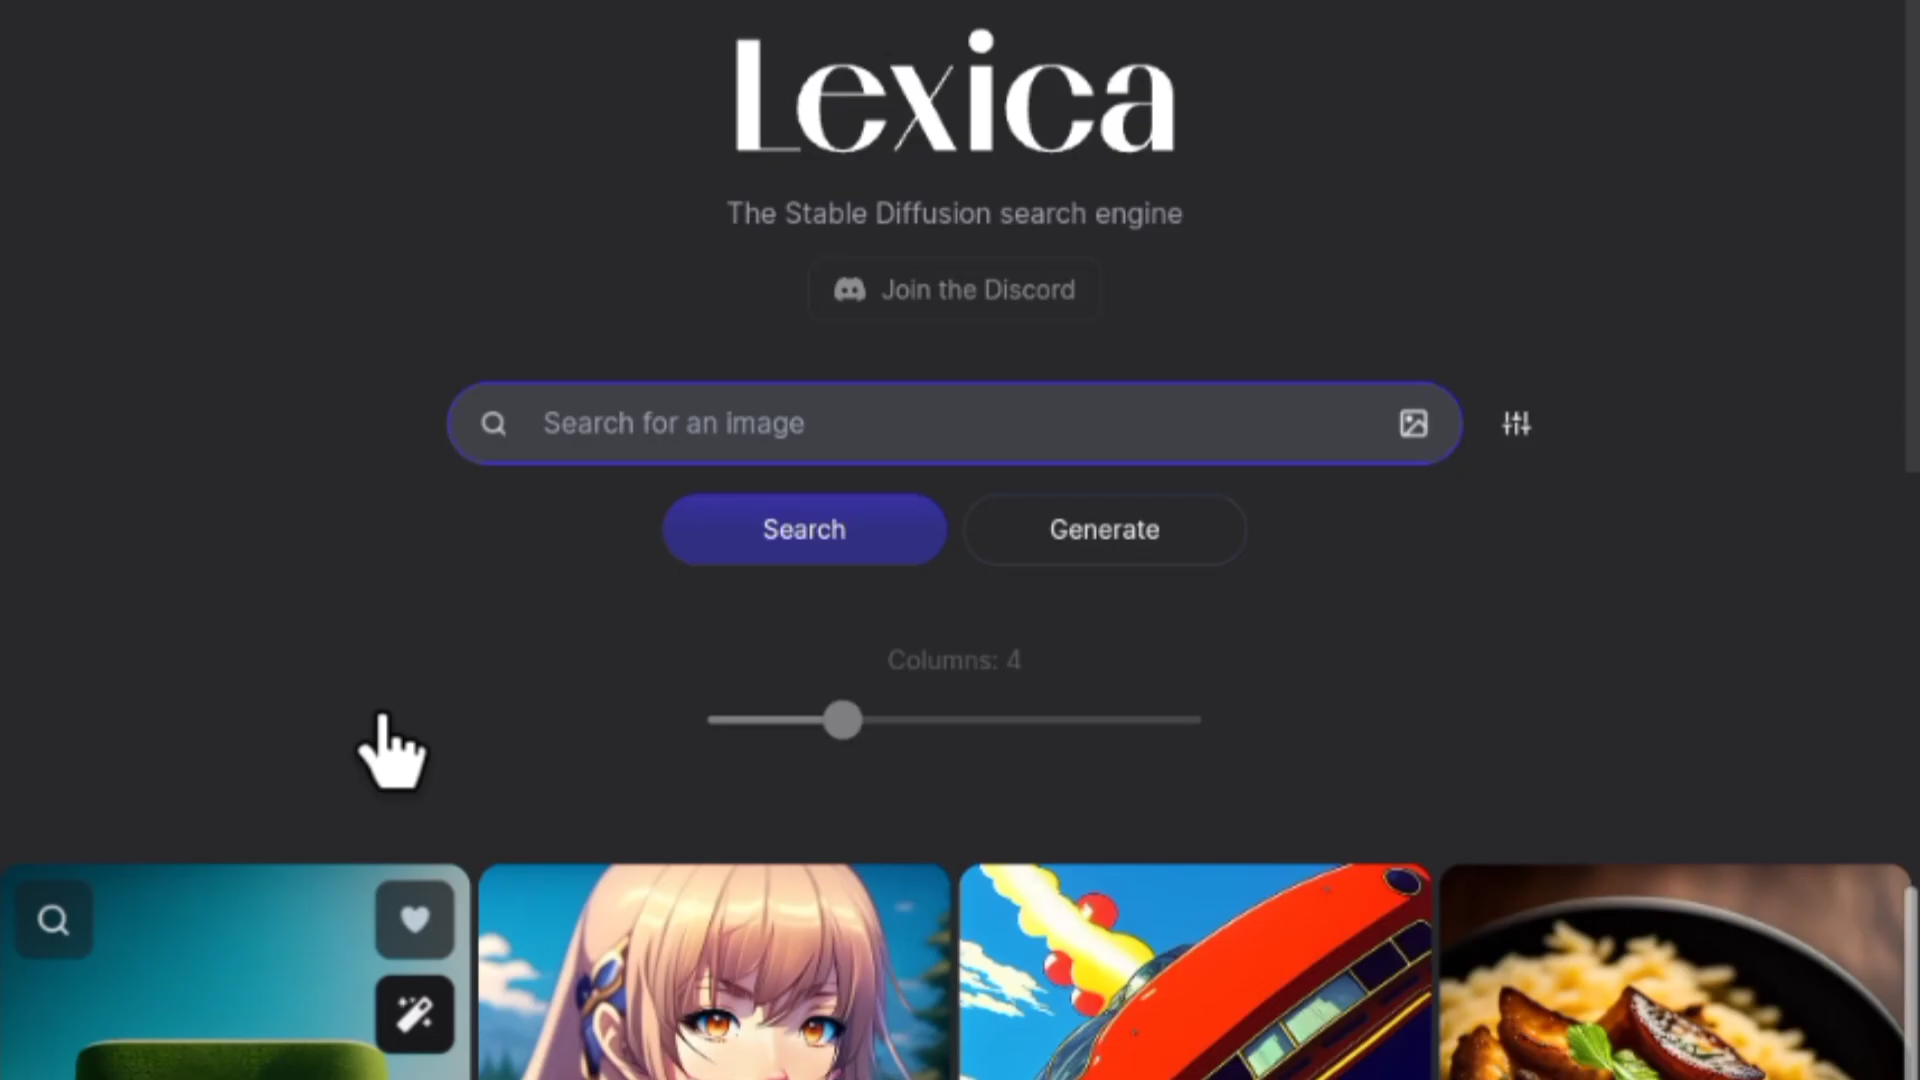 Lexica
The Stable Diffusion search engine
Join the Discord
Search for an image
Search
Generate
Columns: 4